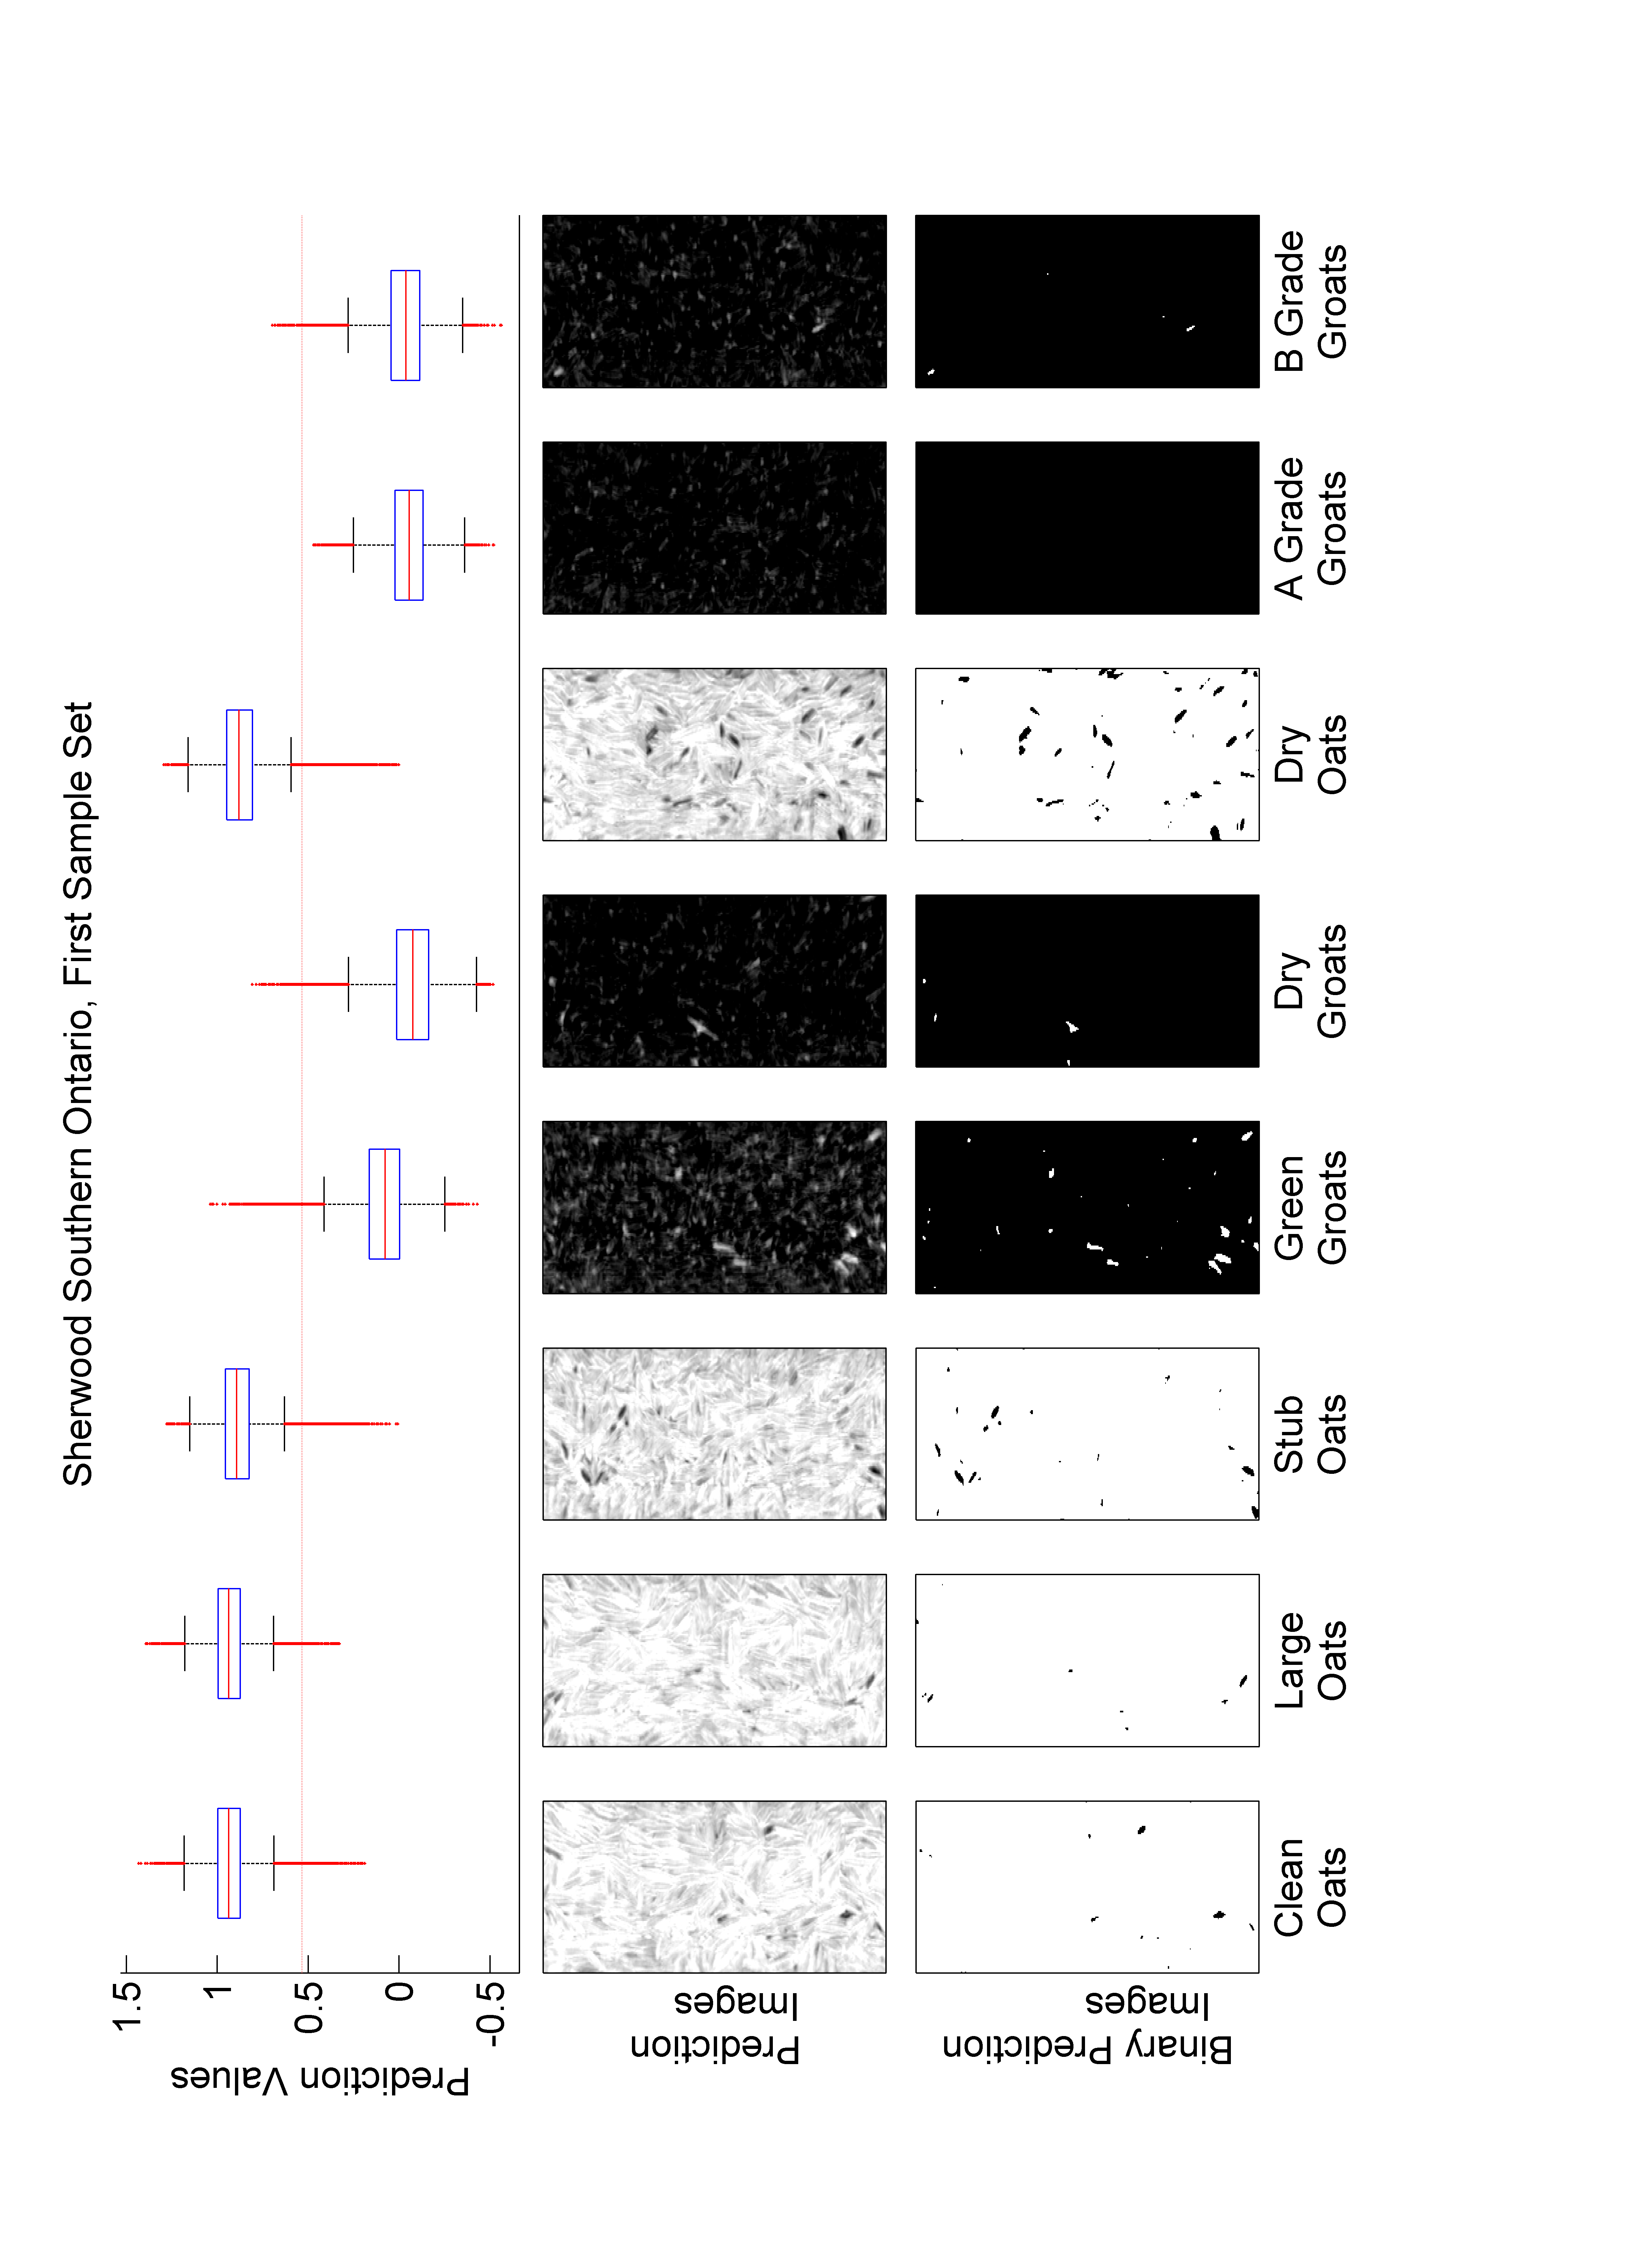 Sherwood Southern Ontario, First Sample Set
Prediction Values
1.5
1
0.5
0
-0.5
Prediction
Images
Binary Prediction
Images
Clean
Oats
Large
Oats
Stub
Oats
Green
Groats
Dry
Groats
Dry
Oats
A Grade
Groats
B Grade
Groats